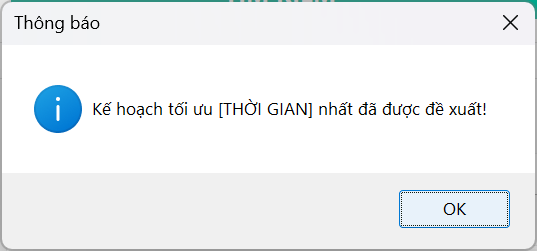 Thông báo
Kế hoạch tối ưu [THỜI GIAN] nhất đã được đề xuất!
OK